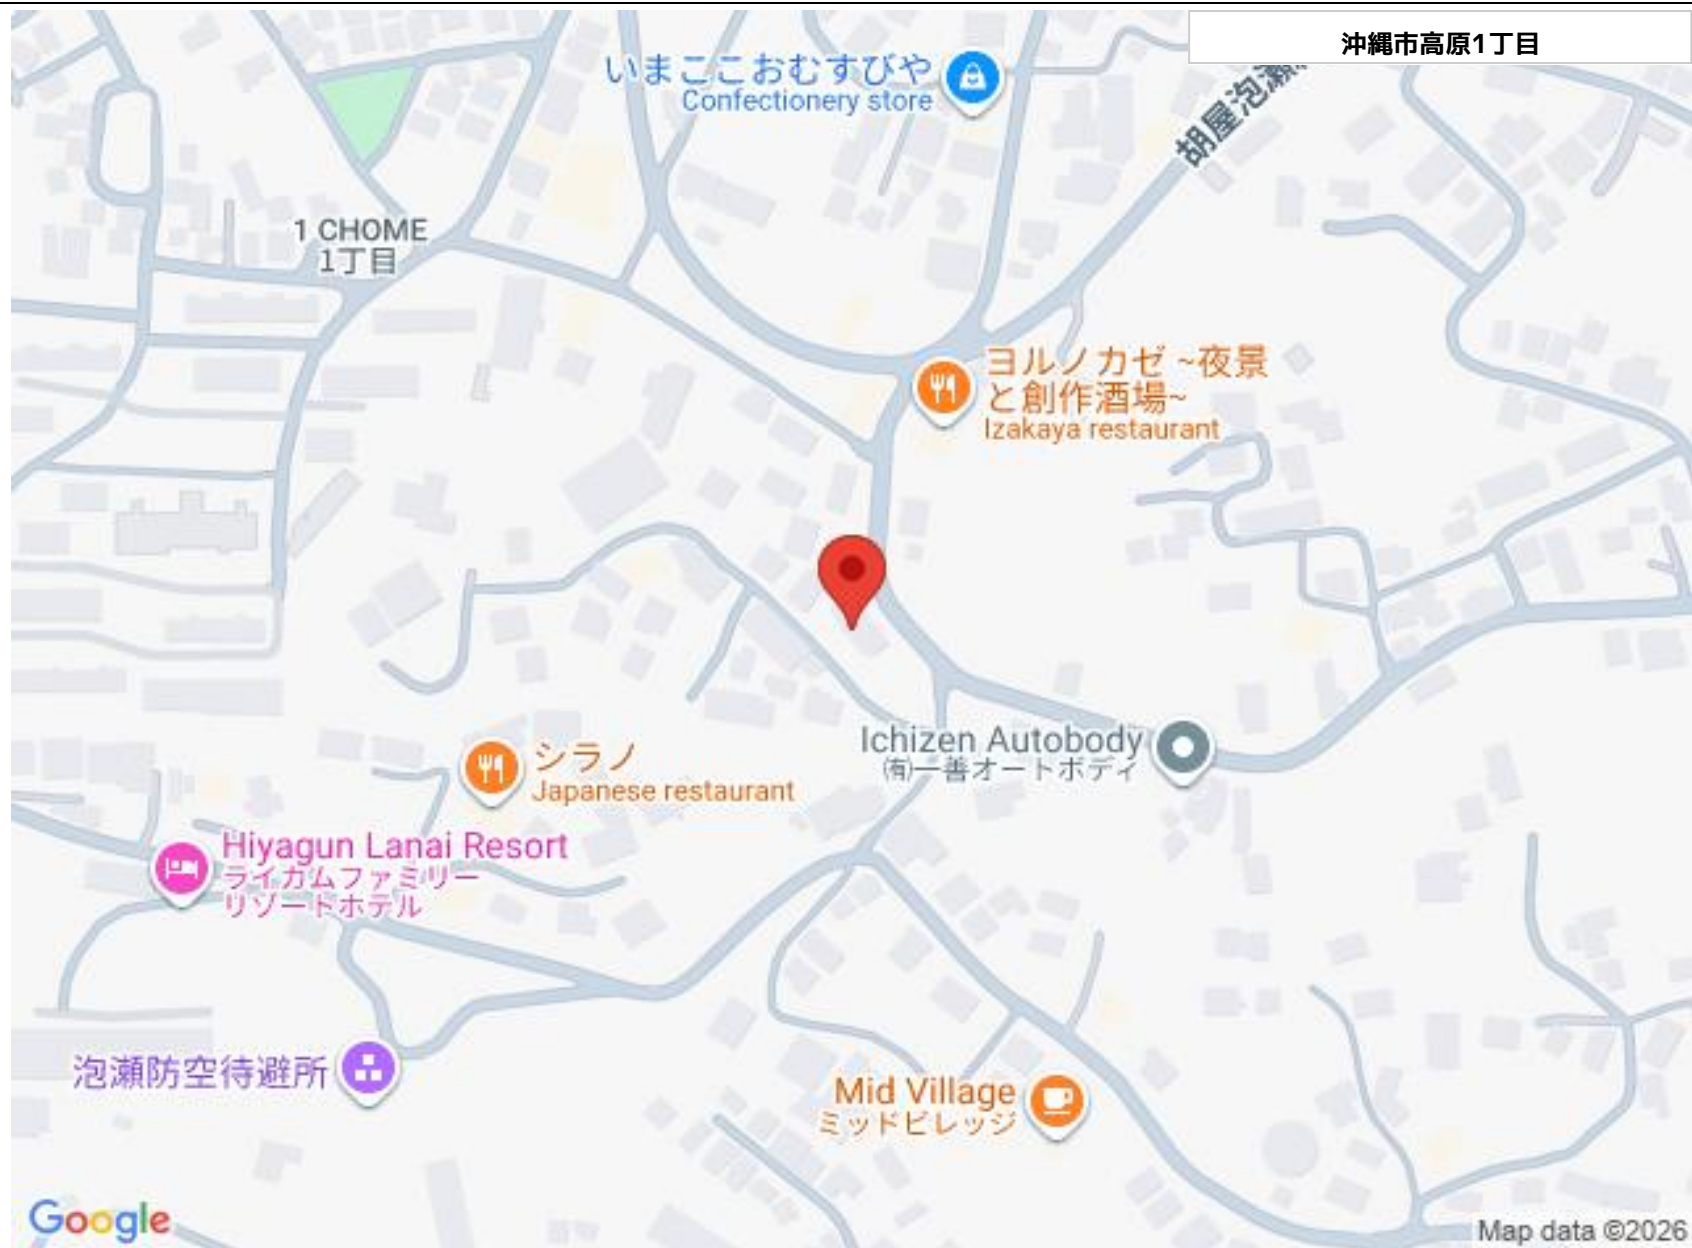 沖縄市高原1丁目
いまここおむすびや
Confectionery store
胡屋泡瀬
1 CHOME
1丁目
ヨルノカゼ ~夜景
と創作酒場~
Izakaya restaurant
Ichizen Autobody
㈲一善オートボディ
シラノ
Japanese restaurant
Hiyagun Lanai Resort
ライカムファミリー
リゾートホテル
泡瀬防空待避所
Mid Village
ミッドビレッジ
Google
Map data ©2026